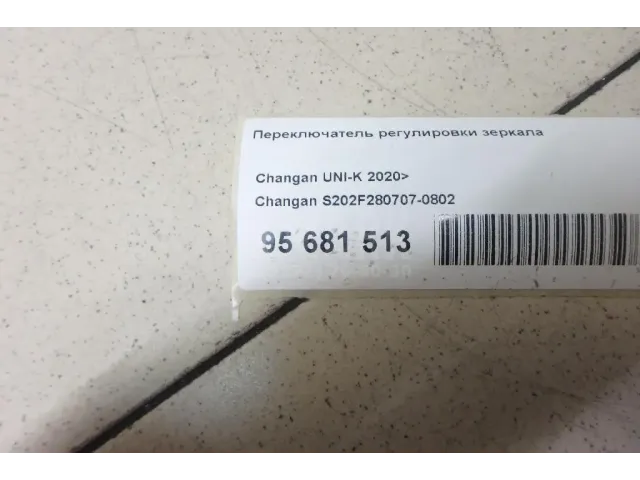 Переключатель регулировки зеркала
Changan UNI-K 2020>
Changan S202F280707-0802
95 681 513